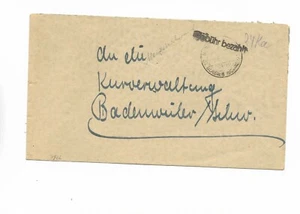 Gebühr bezahlt
An die
Kurverwaltung
Badenweiler/Schw.